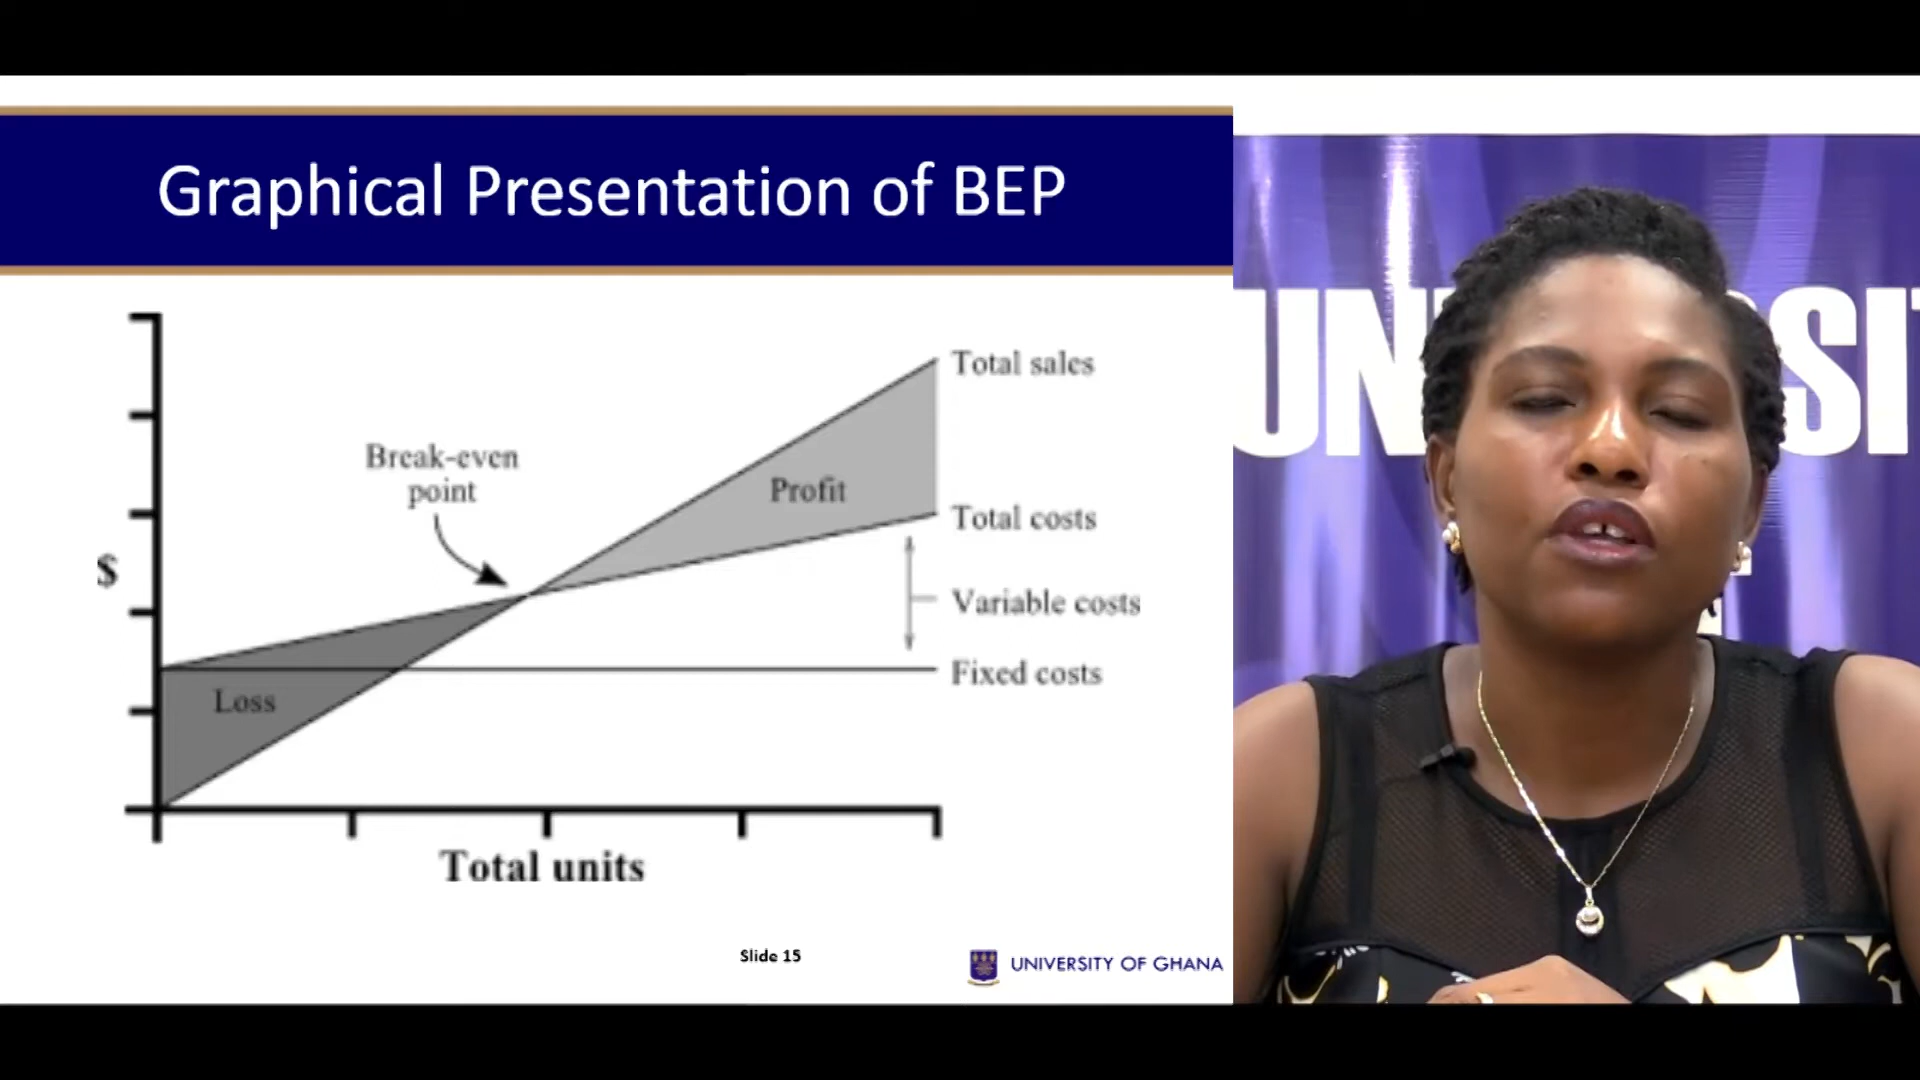 Graphical Presentation of BEP
Total sales
Break-even
point
Profit
Total costs
$
Variable costs
Fixed costs
Loss
Total units
Slide 15
UNIVERSITY OF GHANA